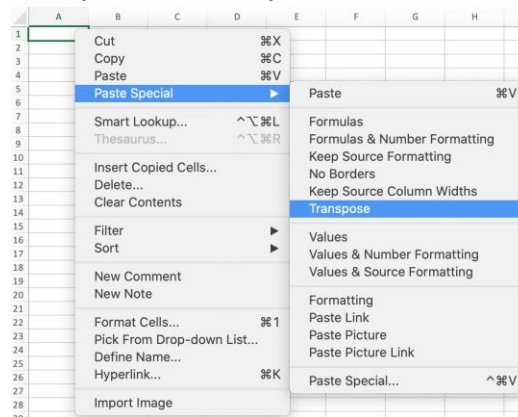 A B C D E F G H
1
2
3
4
5
6
7
8
9
10
11
12
13
14
15
16
17
18
19
20
21
22
23
24
25
26
27
28
Cut ⌘X
Copy ⌘C
Paste ⌘V
Paste Special ▶
Smart Lookup... ^⌥⌘L
Thesaurus... ^⌥⌘R
Insert Copied Cells...
Delete...
Clear Contents
Filter ▶
Sort ▶
New Comment
New Note
Format Cells... ⌘1
Pick From Drop-down List...
Define Name...
Hyperlink... ⌘K
Import Image
Paste ⌘V
Formulas
Formulas & Number Formatting
Keep Source Formatting
No Borders
Keep Source Column Widths
Transpose
Values
Values & Number Formatting
Values & Source Formatting
Formatting
Paste Link
Paste Picture
Paste Picture Link
Paste Special... ^⌘V